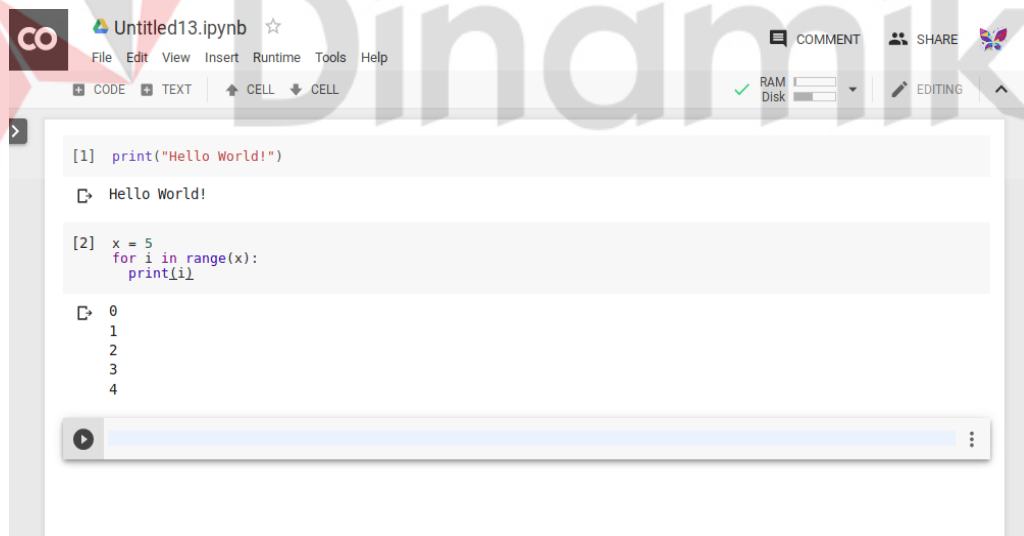 Dinamik
CO
Untitled13.ipynb
COMMENT
SHARE
File Edit View Insert Runtime Tools Help
CODE TEXT CELL CELL
RAM
Disk
EDITING
[1] print("Hello World!")
Hello World!
[2] x = 5
for i in range(x):
  print(i)
0
1
2
3
4